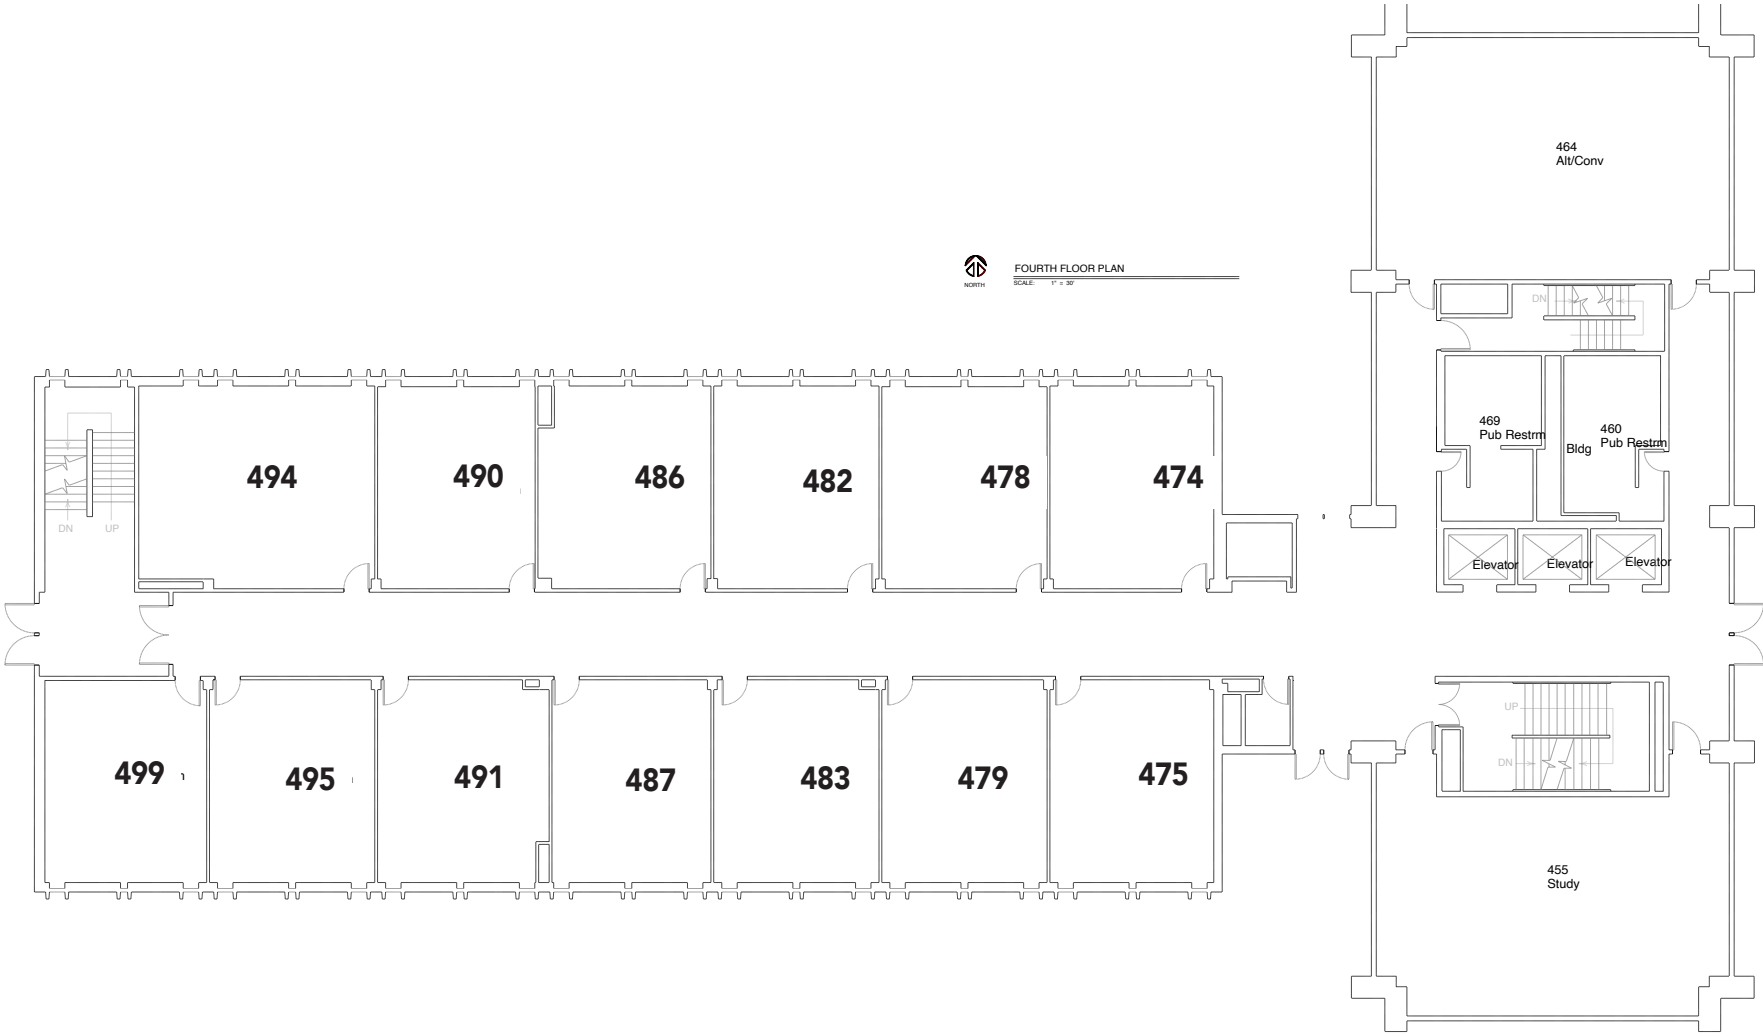 464
Alt/Conv
FOURTH FLOOR PLAN
NORTH
SCALE: 1" = 30'
DN
469
Pub Restrm
460
Pub Restrm
Bldg
494
490
486
482
478
474
DN UP
Elevator
Elevator
Elevator
UP
DN
499
495
491
487
483
479
475
455
Study